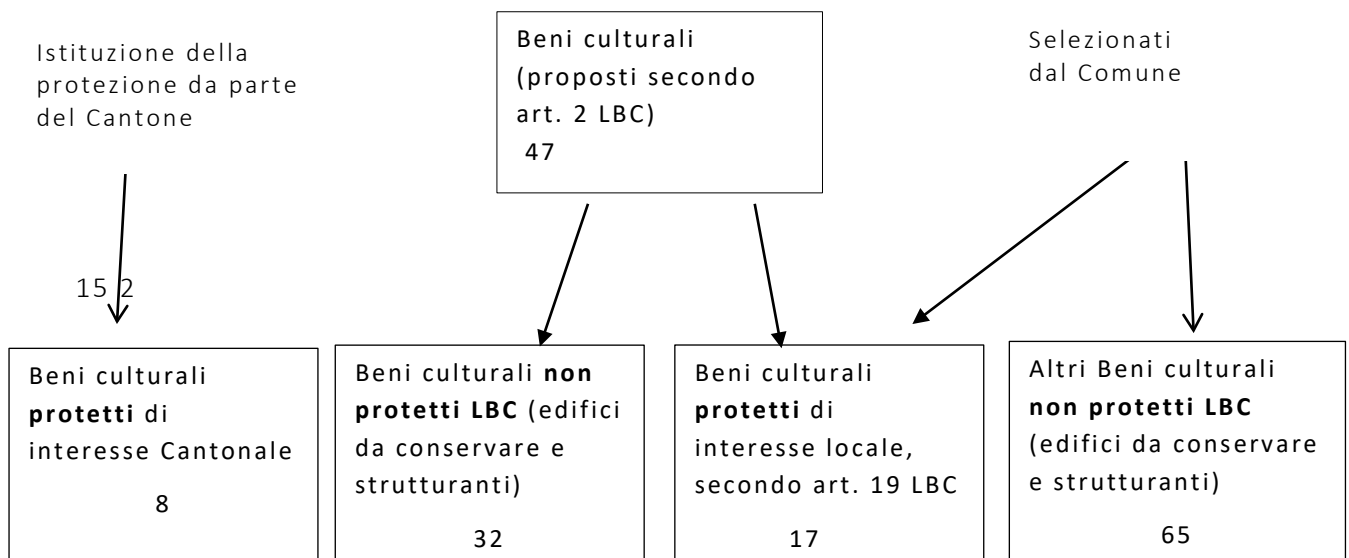 Istituzione della
protezione da parte
del Cantone
Beni culturali
(proposti secondo
art. 2 LBC)
47
Selezionati
dal Comune
15 2
Beni culturali
protetti di
interesse Cantonale
8
Beni culturali non
protetti LBC (edifici
da conservare e
strutturanti)
32
Beni culturali
protetti di
interesse locale,
secondo art. 19 LBC
17
Altri Beni culturali
non protetti LBC
(edifici da conservare
e strutturanti)
65